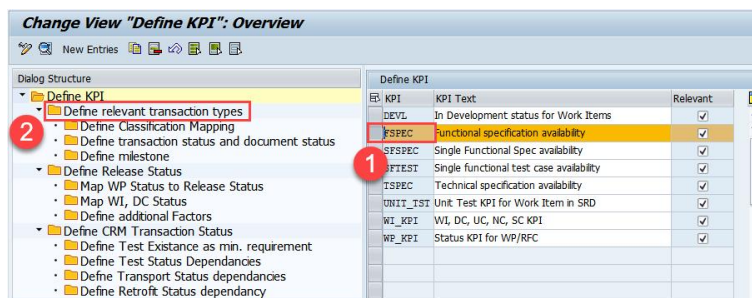 Change View "Define KPI": Overview
New Entries
Dialog Structure
Define KPI
Define relevant transaction types
Define Classification Mapping
Define transaction status and document status
Define milestone
Define Release Status
Map WP Status to Release Status
Map WI, DC Status
Define additional Factors
Define CRM Transaction Status
Define Test Existance as min. requirement
Define Test Status Dependancies
Define Transport Status dependancies
Define Retrofit Status dependancy
2
Define KPI
KPI KPI Text Relevant
DEVL In Development status for Work Items
FSPEC Functional specification availability
SFSPEC Single Functional Spec availability
SFTEST Single functional test case availability
TSPEC Technical specification availability
UNIT_TST Unit Test KPI for Work Item in SRD
WI_KPI WI, DC, UC, NC, SC KPI
WP_KPI Status KPI for WP/RFC
1